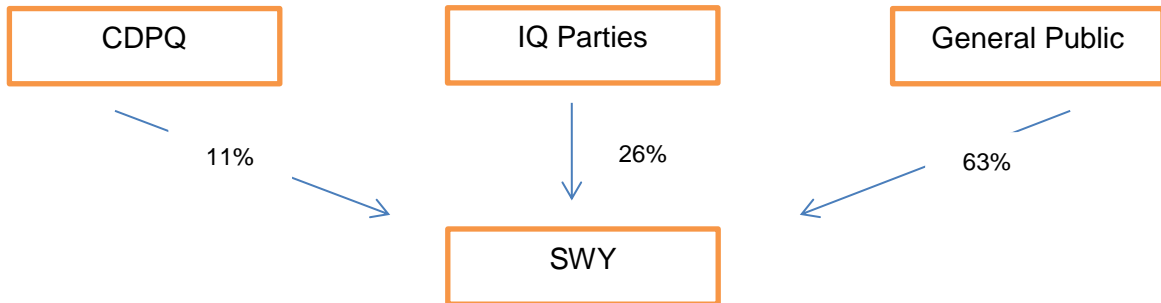 CDPQ
IQ Parties
General Public
11%
26%
63%
SWY